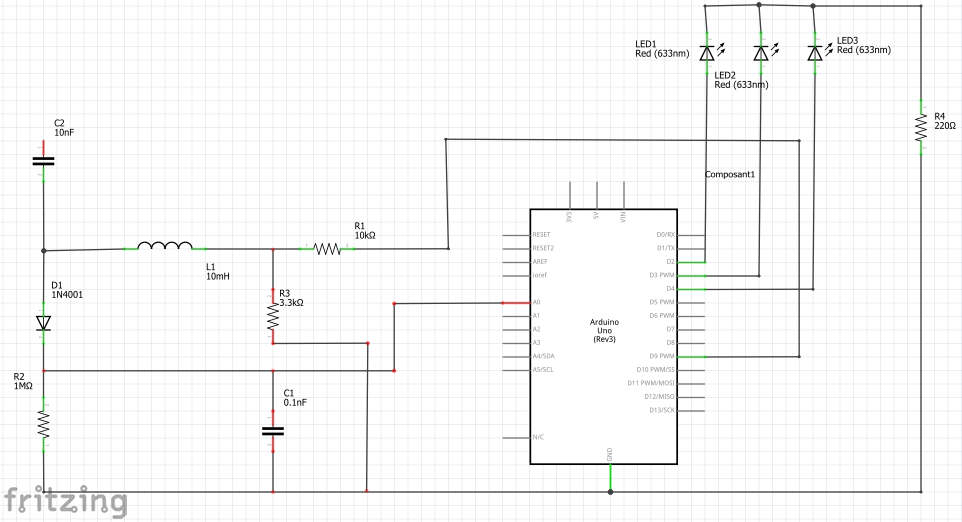 LED1
Red (633nm)
LED2
Red (633nm)
LED3
Red (633nm)
R4
220Ω
C2
10nF
Composant1
R1
10kΩ
L1
10mH
D1
1N4001
R3
3.3kΩ
R2
1MΩ
C1
0.1nF
3V3
5V
VIN
RESET
RESET2
AREF
ioref
A0
A1
A2
A3
A4/SDA
A5/SCL
N/C
D0/RX
D1/TX
D2
D3 PWM
D4
D5 PWM
D6 PWM
D7
D8
D9 PWM
D10 PWM/SS
D11 PWM/MOSI
D12/MISO
D13/SCK
Arduino
Uno
(Rev3)
GND
fritzing